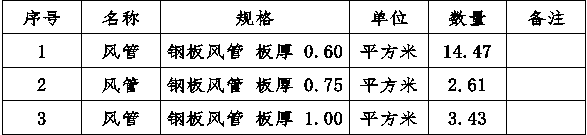 序号 名称 规格 单位 数量 备注
1 风管 钢板风管 板厚 0.60 平方米 14.47
2 风管 钢板风管 板厚 0.75 平方米 2.61
3 风管 钢板风管 板厚 1.00 平方米 3.43